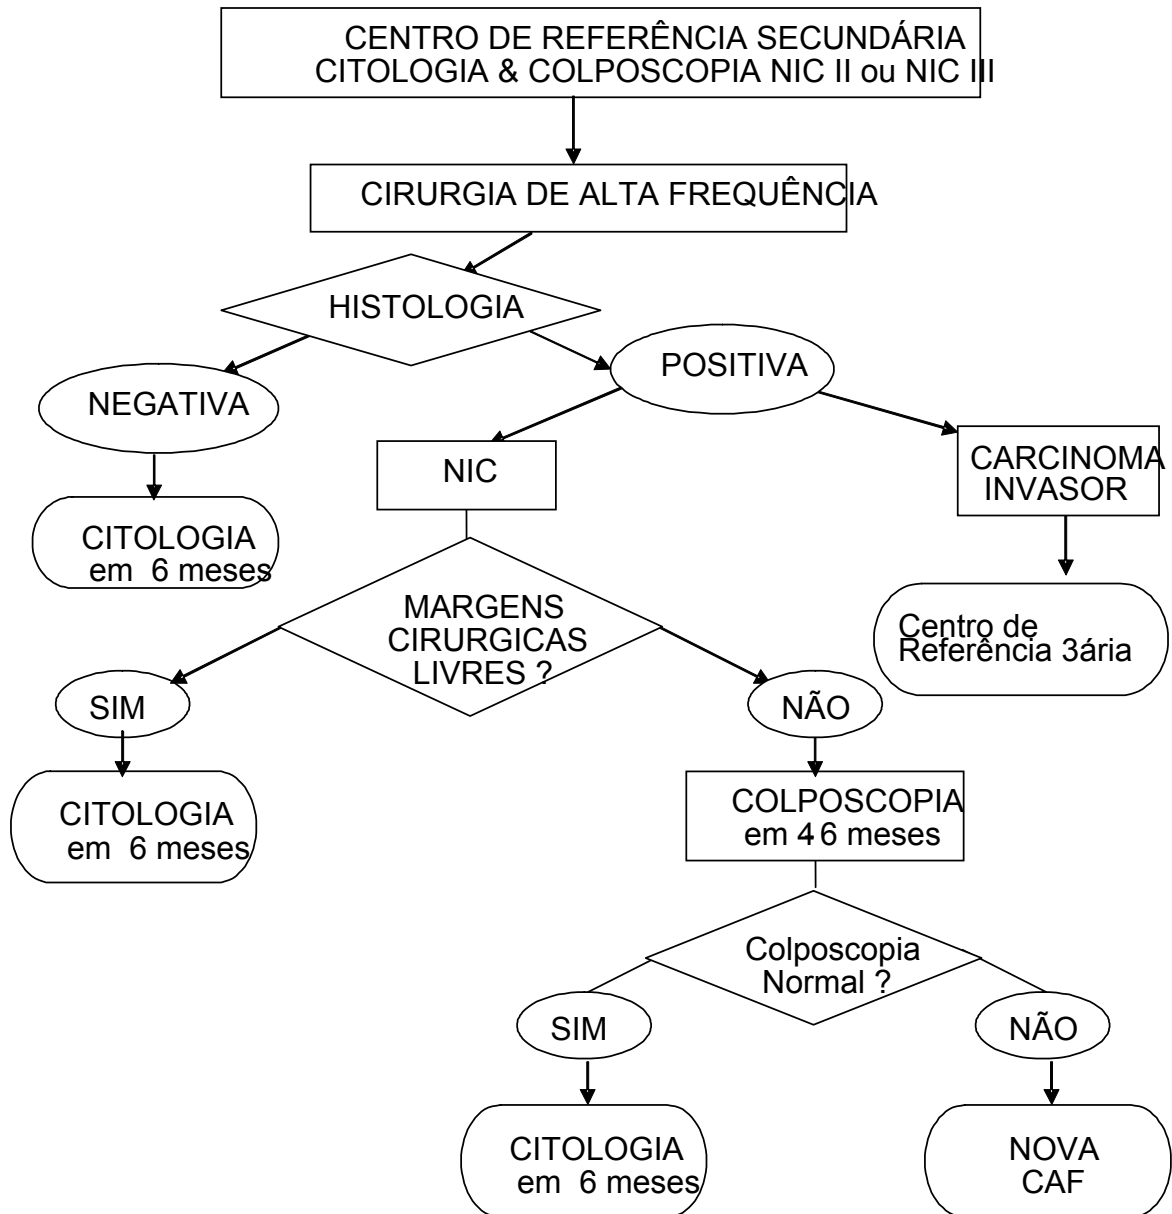 CENTRO DE REFERÊNCIA SECUNDÁRIA
CITOLOGIA & COLPOSCOPIA NIC II ou NIC III
CIRURGIA DE ALTA FREQUÊNCIA
HISTOLOGIA
POSITIVA
NEGATIVA
NIC
CARCINOMA
INVASOR
CITOLOGIA
em 6 meses
MARGENS
CIRURGICAS
LIVRES ?
Centro de
Referência 3ária
SIM
NÃO
CITOLOGIA
em 6 meses
COLPOSCOPIA
em 4 6 meses
Colposcopia
Normal ?
SIM
NÃO
CITOLOGIA
em 6 meses
NOVA
CAF